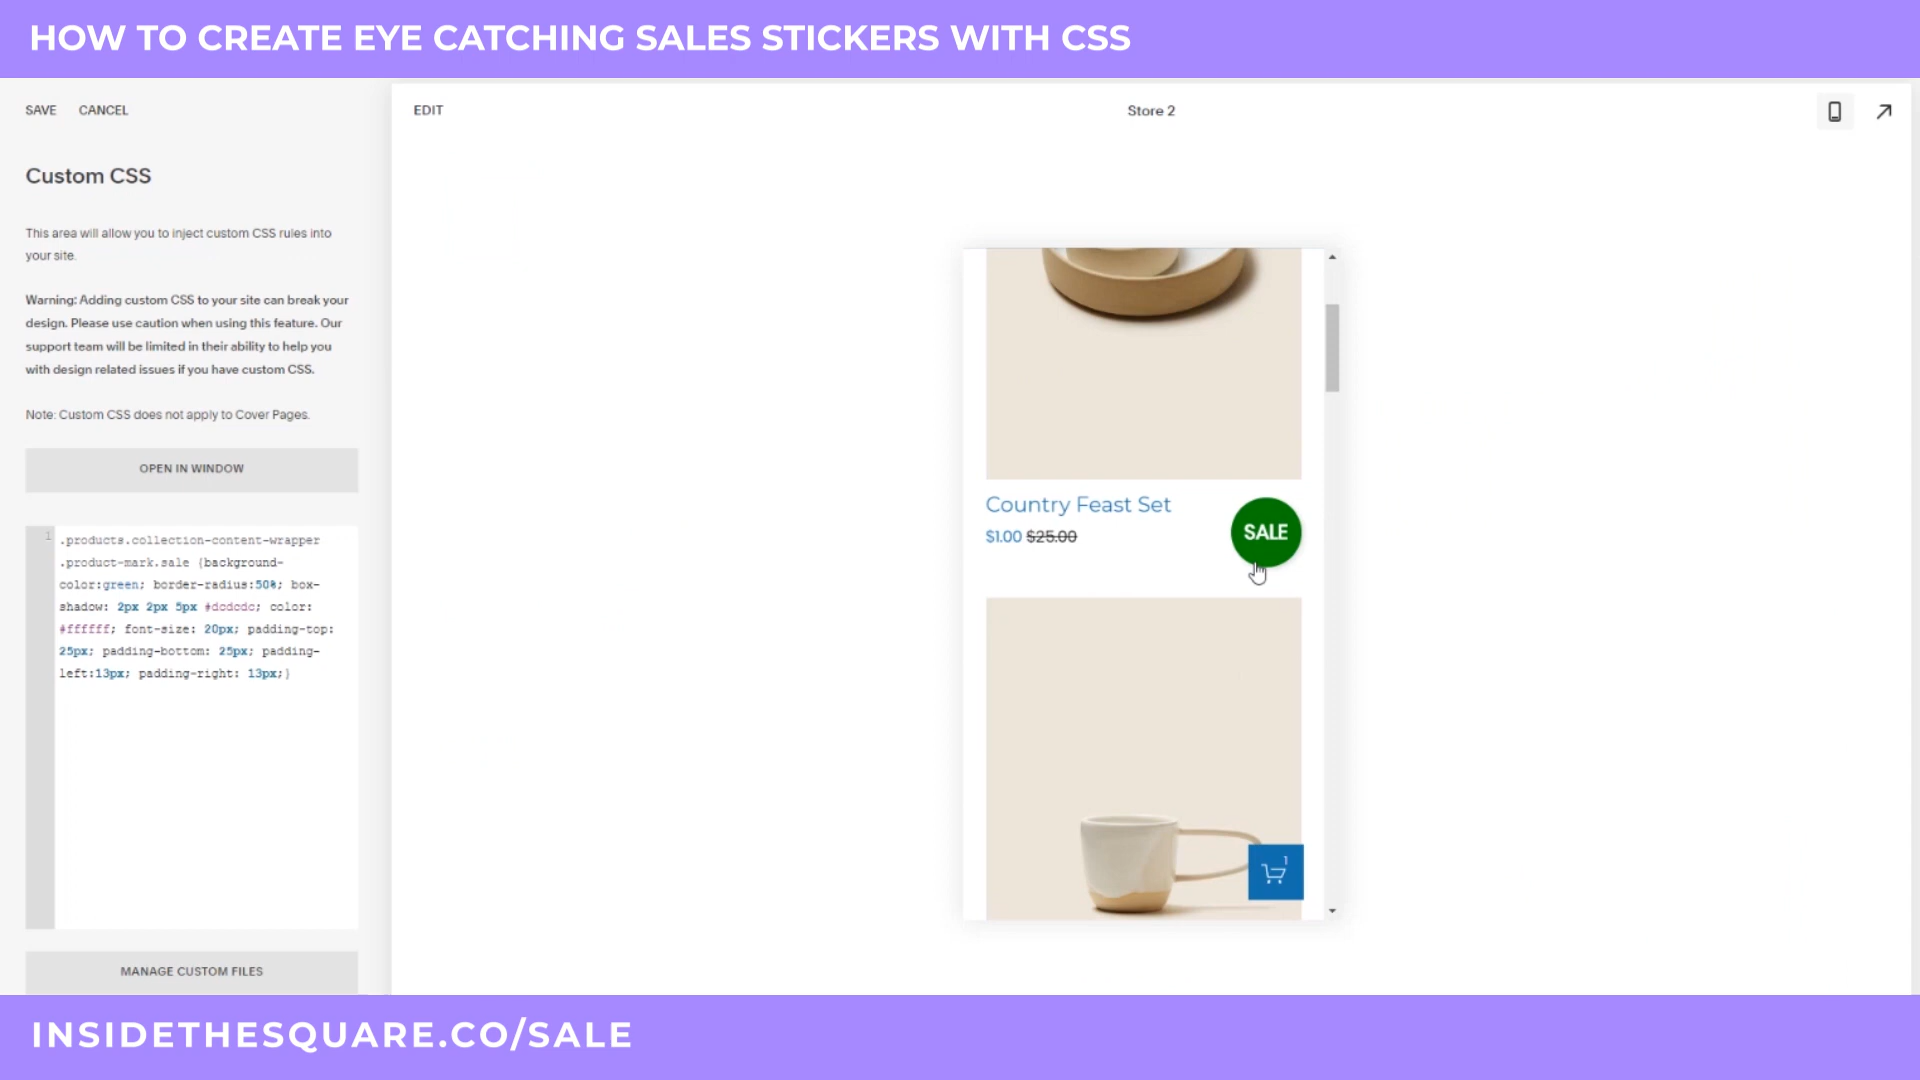 HOW TO CREATE EYE CATCHING SALES STICKERS WITH CSS
SAVE CANCEL
EDIT
Store 2
Custom CSS
This area will allow you to inject custom CSS rules into
your site.
Warning: Adding custom CSS to your site can break your
design. Please use caution when using this feature. Our
support team will be limited in their ability to help you
with design related issues if you have custom CSS.
Note: Custom CSS does not apply to Cover Pages.
OPEN IN WINDOW
1
.products.collection-content-wrapper
.product-mark.sale {background-
color:green; border-radius:50%; box-
shadow: 2px 2px 5px #dcdcdc; color:
#ffffff; font-size: 20px; padding-top:
25px; padding-bottom: 25px; padding-
left:13px; padding-right: 13px;}
MANAGE CUSTOM FILES
Country Feast Set
$1.00 $25.00
SALE
1
INSIDETHESQUARE.CO/SALE